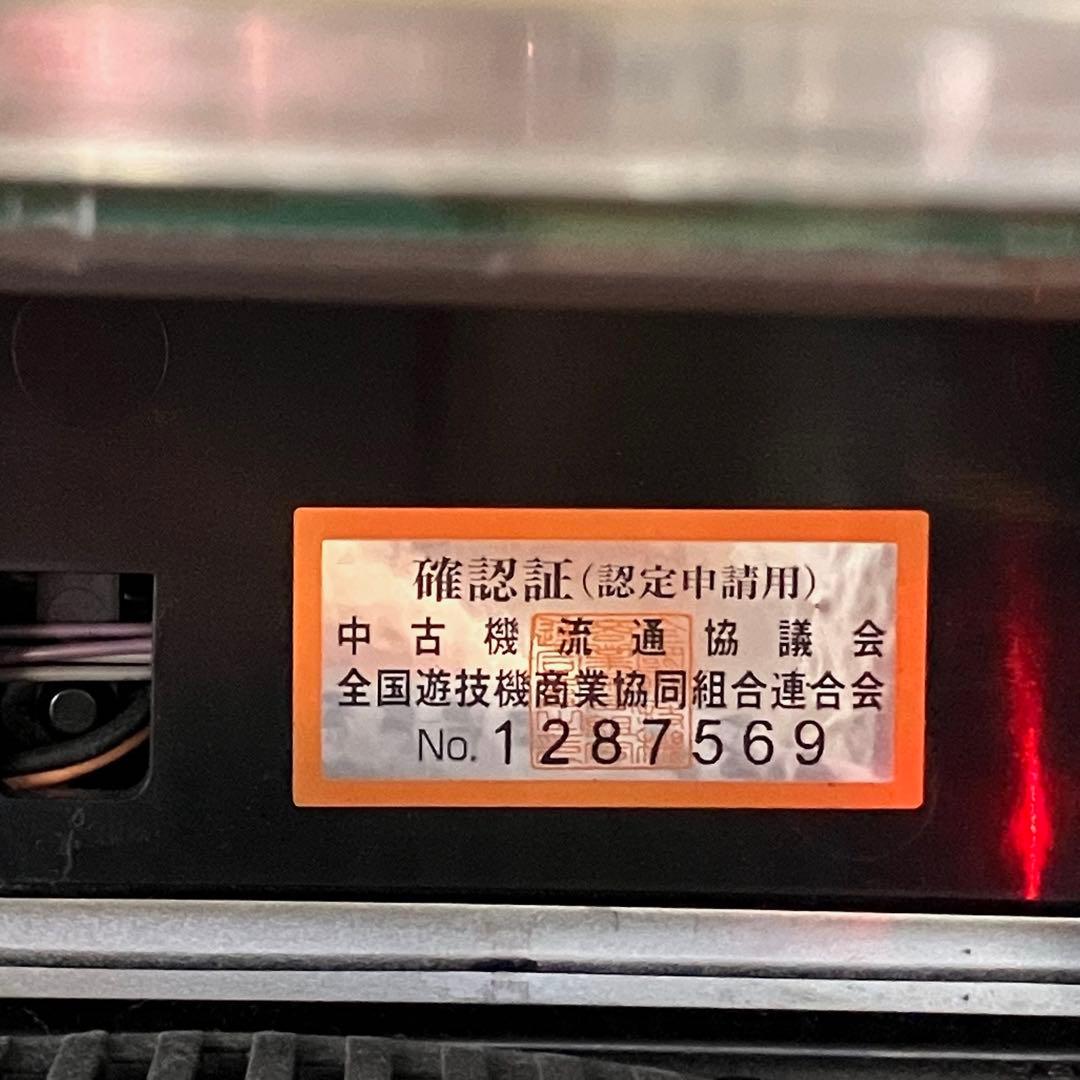 確認証(認定申請用)
中古機流通協議会
全国遊技機商業協同組合連合会
No. 1287569